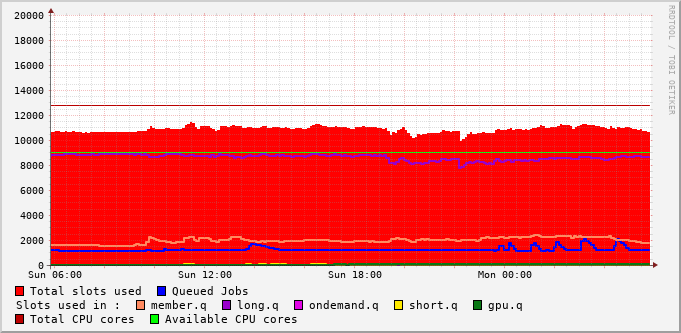 RRDTOOL / TOBI OETIKER
20000
18000
16000
14000
12000
10000
8000
6000
4000
2000
0
Sun 06:00 Sun 12:00 Sun 18:00 Mon 00:00
Total slots used Queued Jobs
Slots used in : member.q long.q ondemand.q short.q gpu.q
Total CPU cores Available CPU cores